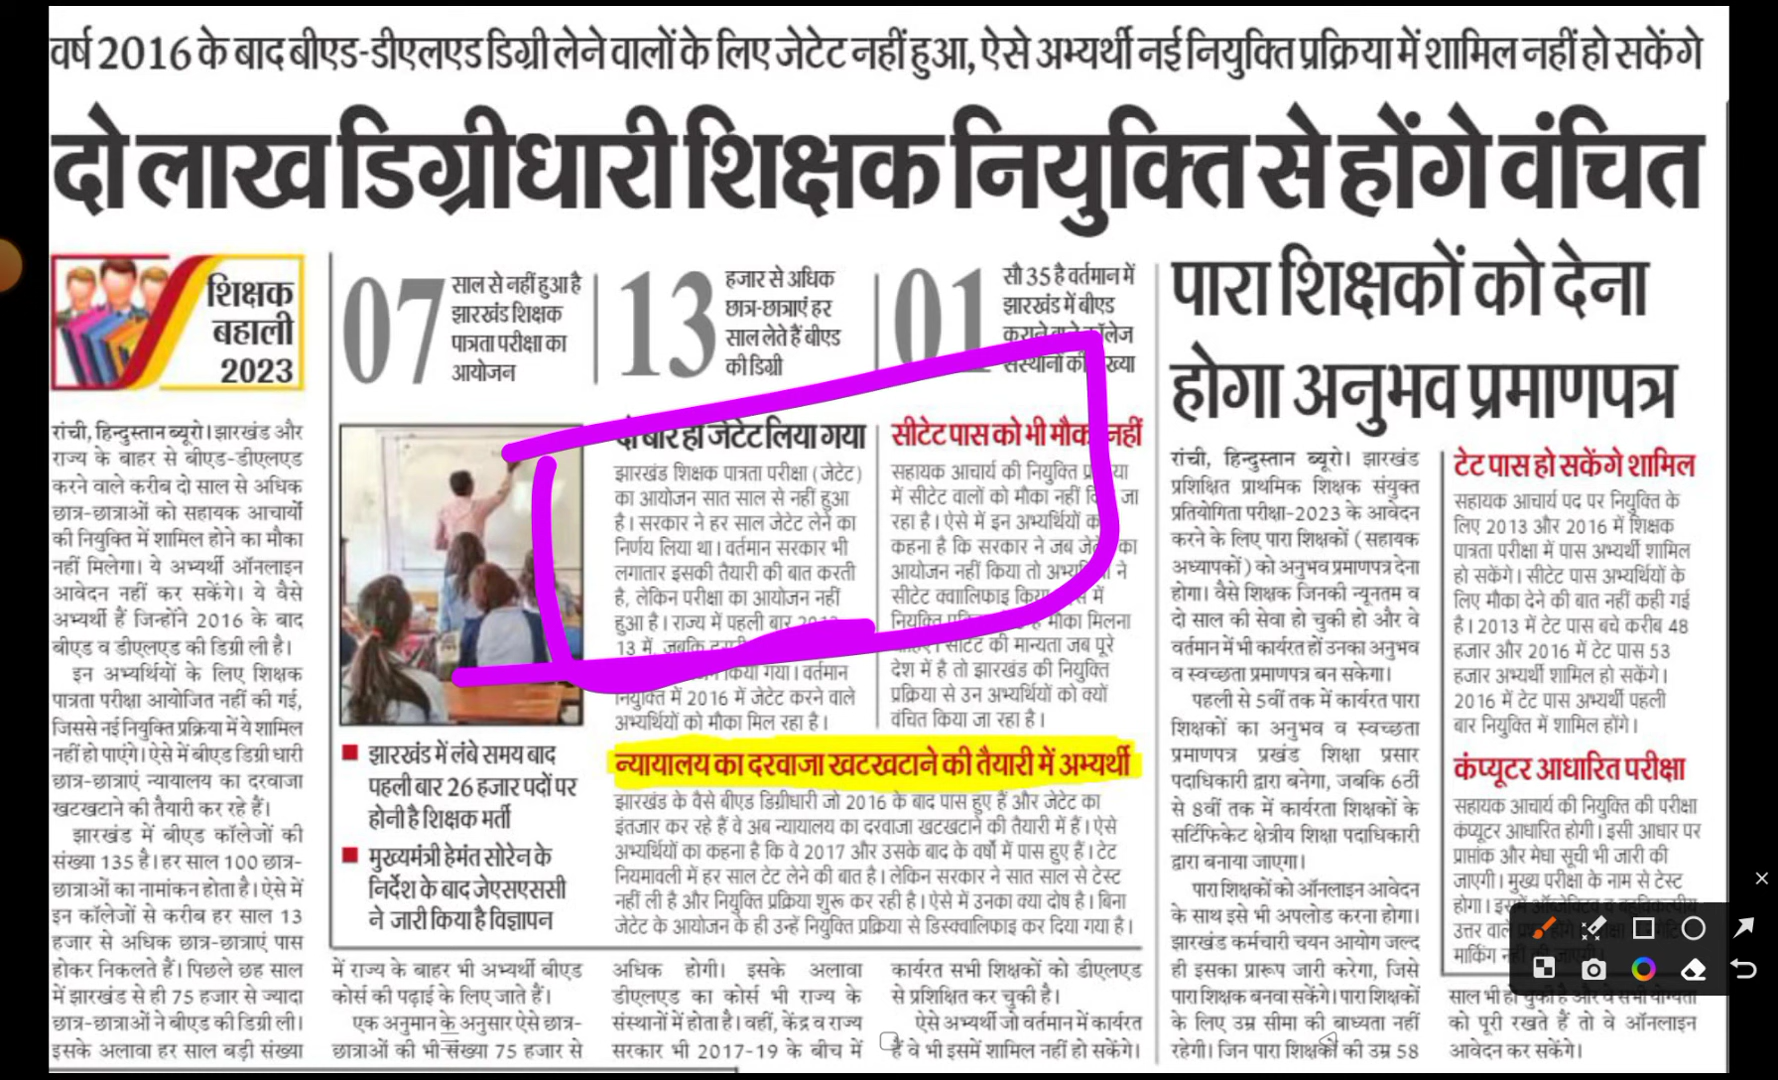 वर्ष 2016 के बाद बीएड-डीएलएड डिग्री लेने वालों के लिए जेटेट नहीं हुआ, ऐसे अभ्यर्थी नई नियुक्ति प्रक्रिया में शामिल नहीं हो सकेंगे
दो लाख डिग्रीधारी शिक्षक नियुक्ति से होंगे वंचित
शिक्षक
बहाली
2023
रांची, हिन्दुस्तान ब्यूरो। झारखंड और
राज्य के बाहर से बीएड-डीएलएड
करने वाले करीब दो साल से अधिक
छात्र-छात्राओं को सहायक आचार्यों
की नियुक्ति में शामिल होने का मौका
नहीं मिलेगा। ये अभ्यर्थी ऑनलाइन
आवेदन नहीं कर सकेंगे। ये वैसे
अभ्यर्थी हैं जिन्होंने 2016 के बाद
बीएड व डीएलएड की डिग्री ली है।
इन अभ्यर्थियों के लिए शिक्षक
पात्रता परीक्षा आयोजित नहीं की गई,
जिससे नई नियुक्ति प्रक्रिया में ये शामिल
नहीं हो पाएंगे। ऐसे में बीएड डिग्री धारी
छात्र-छात्राएं न्यायालय का दरवाजा
खटखटाने की तैयारी कर रहे हैं।
झारखंड में बीएड कॉलेजों की
संख्या 135 है। हर साल 100 छात्र-
छात्राओं का नामांकन होता है। ऐसे में
इन कॉलेजों से करीब हर साल 13
हजार से अधिक छात्र-छात्राएं पास
होकर निकलते हैं। पिछले छह साल
में झारखंड से ही 75 हजार से ज्यादा
छात्र-छात्राओं ने बीएड की डिग्री ली।
इसके अलावा हर साल बड़ी संख्या
07
साल से नहीं हुआ है
झारखंड शिक्षक
पात्रता परीक्षा का
आयोजन
13
हजार से अधिक
छात्र-छात्राएं हर
साल लेते हैं बीएड
की डिग्री
01
सौ 35 है वर्तमान में
झारखंड में बीएड
कराने वाले कॉलेज
संस्थानों की संख्या
झारखंड में लंबे समय बाद
पहली बार 26 हजार पदों पर
होनी है शिक्षक भर्ती
मुख्यमंत्री हेमंत सोरेन के
निर्देश के बाद जेएसएससी
ने जारी किया है विज्ञापन
दो बार ही जेटेट लिया गया
झारखंड शिक्षक पात्रता परीक्षा (जेटेट)
का आयोजन सात साल से नहीं हुआ
है। सरकार ने हर साल जेटेट लेने का
निर्णय लिया था। वर्तमान सरकार भी
लगातार इसकी तैयारी की बात करती
है, लेकिन परीक्षा का आयोजन नहीं
हुआ है। राज्य में पहली बार
13 में, जबकि
किया गया। वर्तमान
नियुक्ति में 2016 में जेटेट करने वाले
अभ्यर्थियों को मौका मिल रहा है।
सीटेट पास को भी मौका नहीं
सहायक आचार्य की नियुक्ति
में सीटेट वालों को मौका नहीं जा
रहा है। ऐसे में इन अभ्यर्थियों
कहना है कि सरकार ने जब का
आयोजन नहीं किया तो ने
सीटेट क्वालिफाइ में
नियुक्ति मौका मिलना
सीटेट की मान्यता जब पूरे
देश में है तो झारखंड की नियुक्ति
प्रक्रिया से उन अभ्यर्थियों को क्यों
वंचित किया जा रहा है।
न्यायालय का दरवाजा खटखटाने की तैयारी में अभ्यर्थी
झारखंड के वैसे बीएड डिग्रीधारी जो 2016 के बाद पास हुए हैं और जेटेट का
इंतजार कर रहे हैं वे अब न्यायालय का दरवाजा खटखटाने की तैयारी में हैं। ऐसे
अभ्यर्थियों का कहना है कि वे 2017 और उसके बाद के वर्षों में पास हुए हैं। टेट
नियमावली में हर साल टेट लेने की बात है। लेकिन सरकार ने सात साल से टेस्ट
नहीं ली है और नियुक्ति प्रक्रिया शुरू कर रही है। ऐसे में उनका क्या दोष है। बिना
जेटेट के आयोजन के ही उन्हें नियुक्ति प्रक्रिया से डिस्क्वालिफाइ कर दिया गया है।
में राज्य के बाहर भी अभ्यर्थी बीएड
कोर्स की पढ़ाई के लिए जाते हैं।
एक अनुमान के अनुसार ऐसे छात्र-
छात्राओं की भी संख्या 75 हजार से
अधिक होगी। इसके अलावा
डीएलएड का कोर्स भी राज्य के
संस्थानों में होता है। वहीं, केंद्र व राज्य
सरकार भी 2017-19 के बीच में
कार्यरत सभी शिक्षकों को डीएलएड
से प्रशिक्षित कर चुकी है।
ऐसे अभ्यर्थी जो वर्तमान में कार्यरत
हैं वे भी इसमें शामिल नहीं हो सकेंगे।
पारा शिक्षकों को देना
होगा अनुभव प्रमाणपत्र
रांची, हिन्दुस्तान ब्यूरो। झारखंड
प्रशिक्षित प्राथमिक शिक्षक संयुक्त
प्रतियोगिता परीक्षा-2023 के आवेदन
करने के लिए पारा शिक्षकों (सहायक
अध्यापकों) को अनुभव प्रमाणपत्र देना
होगा। वैसे शिक्षक जिनकी न्यूनतम व
दो साल की सेवा हो चुकी हो और वे
वर्तमान में भी कार्यरत हों उनका अनुभव
व स्वच्छता प्रमाणपत्र बन सकेगा।
पहली से 5वीं तक में कार्यरत पारा
शिक्षकों का अनुभव व स्वच्छता
प्रमाणपत्र प्रखंड शिक्षा प्रसार
पदाधिकारी द्वारा बनेगा, जबकि 6ठीं
से 8वीं तक में कार्यरता शिक्षकों के
सर्टिफिकेट क्षेत्रीय शिक्षा पदाधिकारी
द्वारा बनाया जाएगा।
पारा शिक्षकों को ऑनलाइन आवेदन
के साथ इसे भी अपलोड करना होगा।
झारखंड कर्मचारी चयन आयोग जल्द
ही इसका प्रारूप जारी करेगा, जिसे
पारा शिक्षक बनवा सकेंगे। पारा शिक्षकों
के लिए उम्र सीमा की बाध्यता नहीं
रहेगी। जिन पारा शिक्षकों की उम्र 58
टेट पास हो सकेंगे शामिल
सहायक आचार्य पद पर नियुक्ति के
लिए 2013 और 2016 में शिक्षक
पात्रता परीक्षा में पास अभ्यर्थी शामिल
हो सकेंगे। सीटेट पास अभ्यर्थियों के
लिए मौका देने की बात नहीं कही गई
है। 2013 में टेट पास बचे करीब 48
हजार और 2016 में टेट पास 53
हजार अभ्यर्थी शामिल हो सकेंगे।
2016 में टेट पास अभ्यर्थी पहली
बार नियुक्ति में शामिल होंगे।
कंप्यूटर आधारित परीक्षा
सहायक आचार्य की नियुक्ति की परीक्षा
कंप्यूटर आधारित होगी। इसी आधार पर
प्राप्तांक और मेधा सूची भी जारी की
जाएगी। मुख्य परीक्षा के नाम से टेस्ट
होगा।
उत्तर वाले
मार्किंग
साल भी हो चुकी है और वे सभी योग्यता
को पूरी रखते हैं तो वे ऑनलाइन
आवेदन कर सकेंगे।